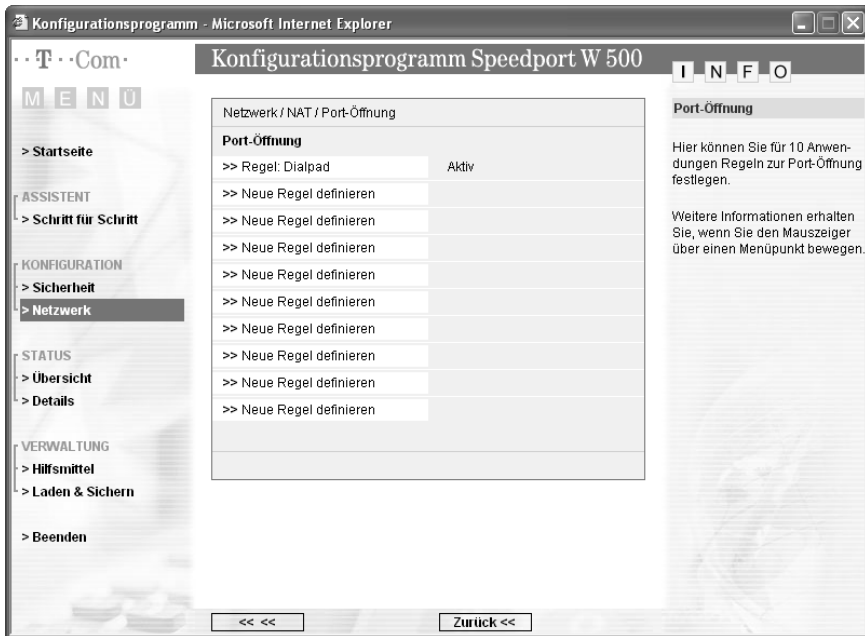 Konfigurationsprogramm - Microsoft Internet Explorer
· · T · · Com ·
Konfigurationsprogramm Speedport W 500
INFO
MENÜ
> Startseite
ASSISTENT
> Schritt für Schritt
KONFIGURATION
> Sicherheit
> Netzwerk
STATUS
> Übersicht
> Details
VERWALTUNG
> Hilfsmittel
> Laden & Sichern
> Beenden
Netzwerk / NAT / Port-Öffnung
Port-Öffnung
>> Regel: Dialpad Aktiv
>> Neue Regel definieren
>> Neue Regel definieren
>> Neue Regel definieren
>> Neue Regel definieren
>> Neue Regel definieren
>> Neue Regel definieren
>> Neue Regel definieren
>> Neue Regel definieren
>> Neue Regel definieren
<< <<
Zurück <<
Port-Öffnung
Hier können Sie für 10 Anwen-
dungen Regeln zur Port-Öffnung
festlegen.
Weitere Informationen erhalten
Sie, wenn Sie den Mauszeiger
über einen Menüpunkt bewegen.